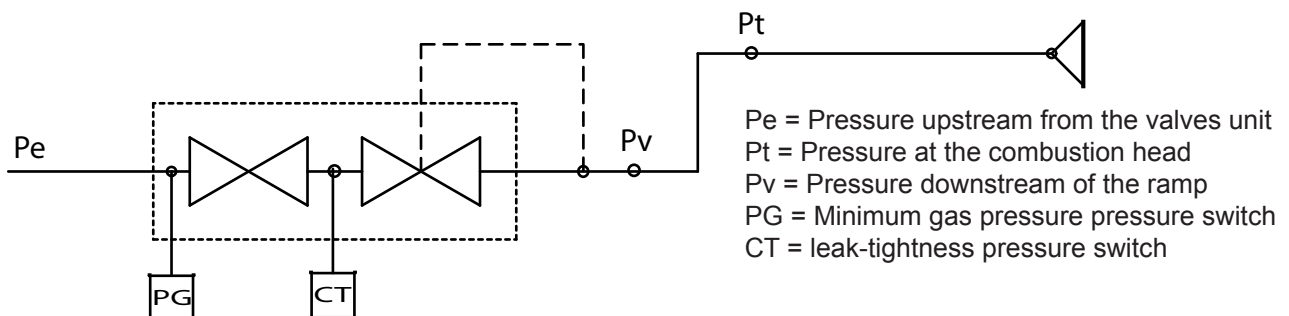 Pt
Pe
Pv
PG
CT
Pe = Pressure upstream from the valves unit
Pt = Pressure at the combustion head
Pv = Pressure downstream of the ramp
PG = Minimum gas pressure pressure switch
CT = leak-tightness pressure switch